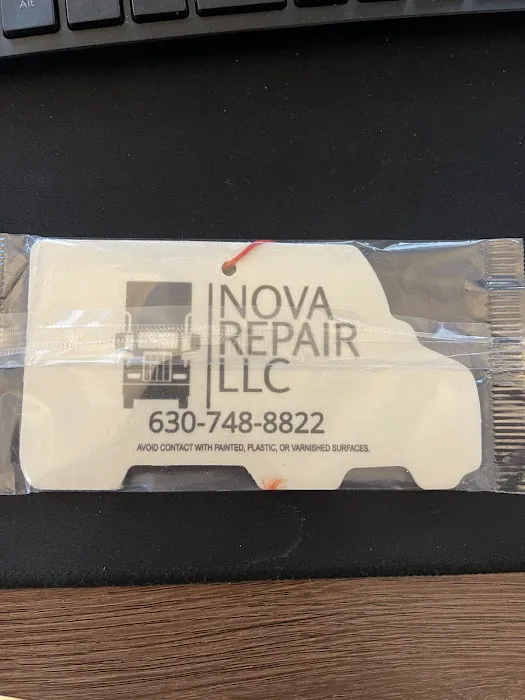 Alt
NOVA
REPAIR
LLC
630-748-8822
AVOID CONTACT WITH PAINTED, PLASTIC, OR VARNISHED SURFACES.